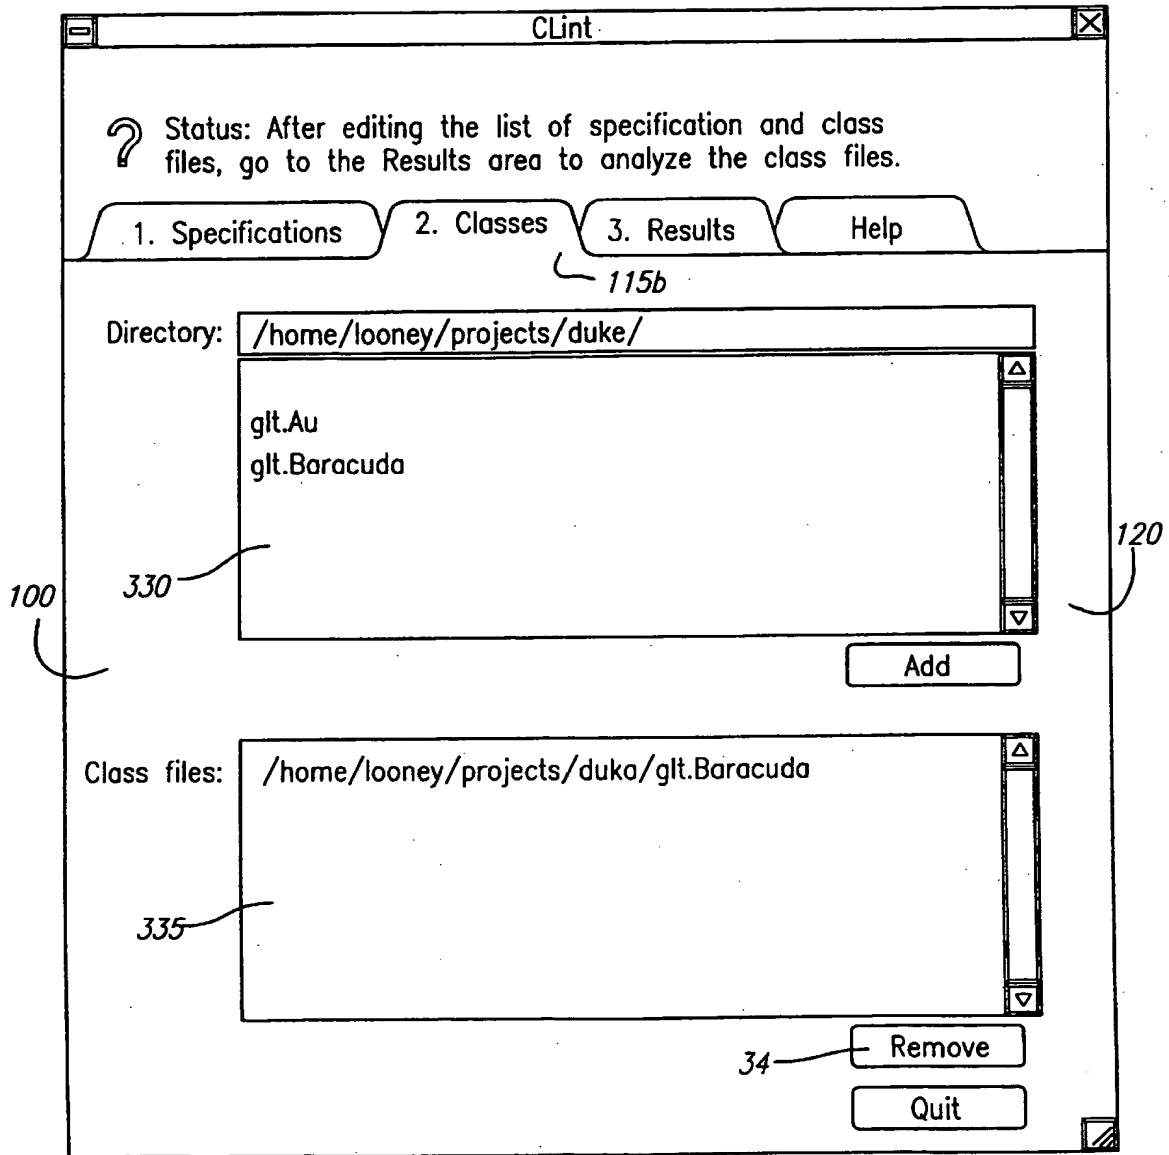 CLint
Status: After editing the list of specification and class
files, go to the Results area to analyze the class files.
1. Specifications
2. Classes
3. Results
Help
115b
Directory:
/home/looney/projects/duke/
glt.Au
glt.Baracuda
330
100
120
Add
Class files:
/home/looney/projects/duka/glt.Baracuda
335
34
Remove
Quit